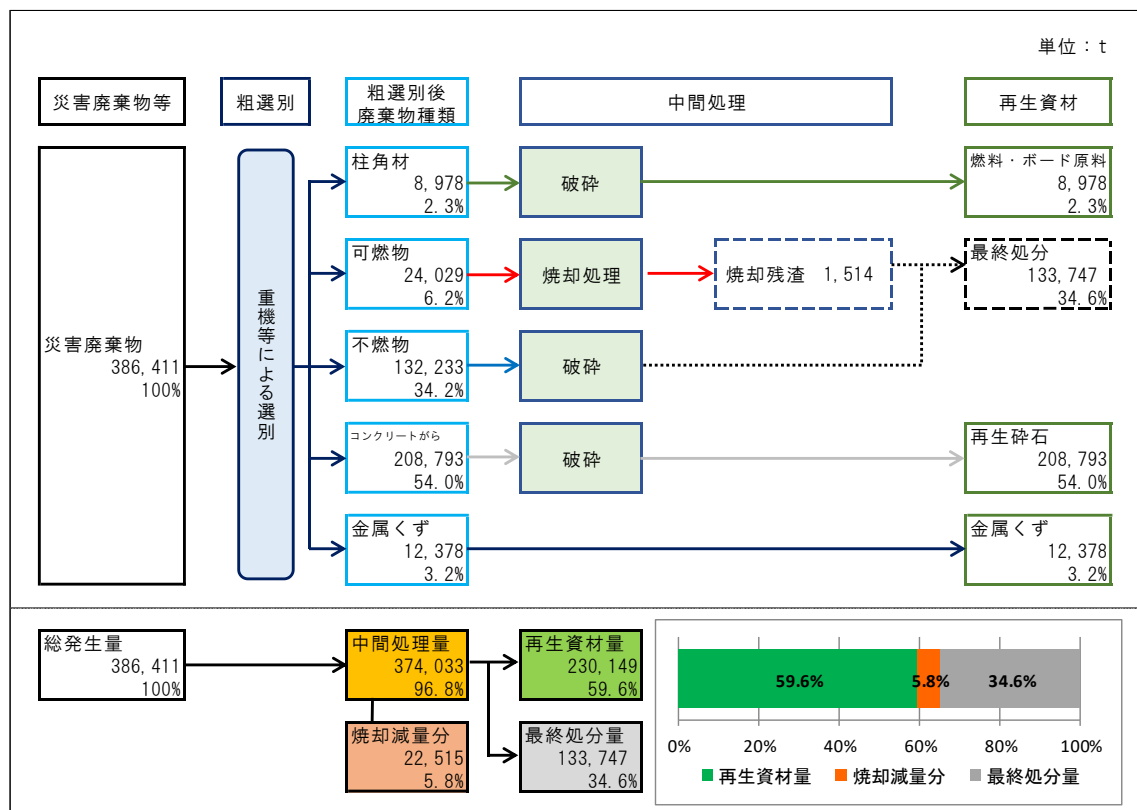 単位：t
災害廃棄物等
粗選別
粗選別後
廃棄物種類
中間処理
再生資材
災害廃棄物
386,411
100%
重機等による選別
柱角材
8,978
2.3%
破砕
燃料・ボード原料
8,978
2.3%
可燃物
24,029
6.2%
焼却処理
焼却残渣 1,514
最終処分
133,747
34.6%
不燃物
132,233
34.2%
破砕
コンクリートがら
208,793
54.0%
破砕
再生砕石
208,793
54.0%
金属くず
12,378
3.2%
金属くず
12,378
3.2%
総発生量
386,411
100%
中間処理量
374,033
96.8%
再生資材量
230,149
59.6%
焼却減量分
22,515
5.8%
最終処分量
133,747
34.6%
59.6% 5.8% 34.6%
0% 20% 40% 60% 80% 100%
再生資材量 焼却減量分 最終処分量